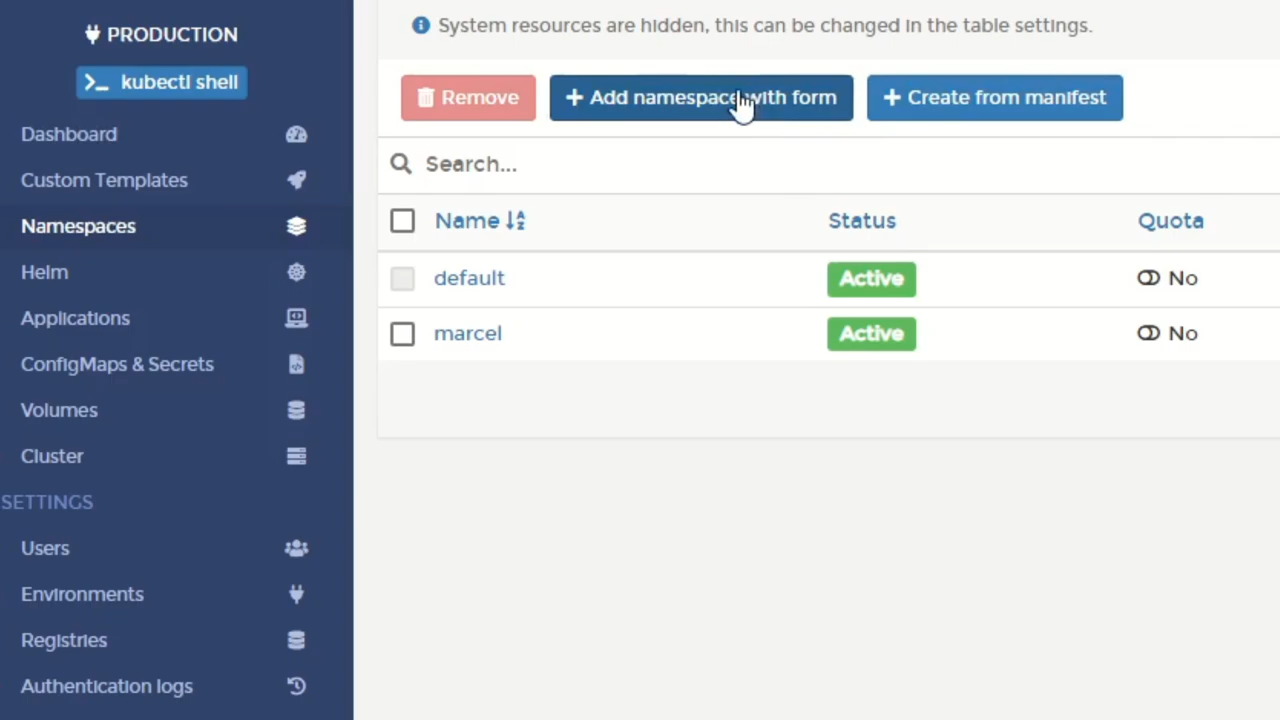 PRODUCTION
kubectl shell
Dashboard
Custom Templates
Namespaces
Helm
Applications
ConfigMaps & Secrets
Volumes
Cluster
SETTINGS
Users
Environments
Registries
Authentication logs
System resources are hidden, this can be changed in the table settings.
Remove + Add namespace with form + Create from manifest
Search...
Name Status Quota
default Active No
marcel Active No